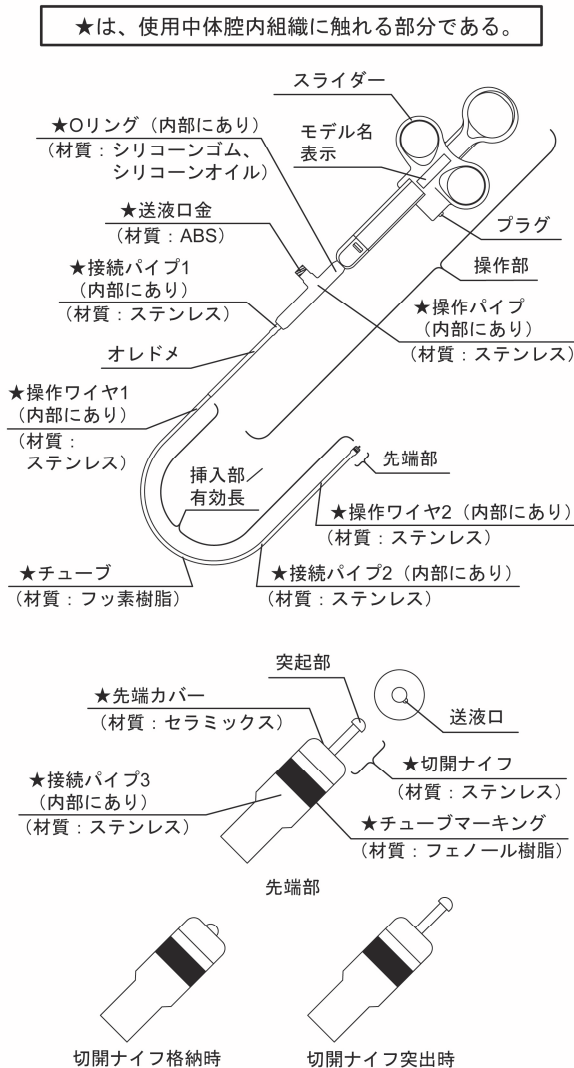 ★は、使用中体腔内組織に触れる部分である。
スライダー
★Oリング（内部にあり）
（材質：シリコーンゴム、
シリコーンオイル）
モデル名
表示
★送液口金
（材質：ABS）
プラグ
操作部
★接続パイプ1
（内部にあり）
（材質：ステンレス）
★操作パイプ
（内部にあり）
（材質：ステンレス）
オレドメ
★操作ワイヤ1
（内部にあり）
（材質：
ステンレス）
挿入部
有効長
先端部
★操作ワイヤ2（内部にあり）
（材質：ステンレス）
★チューブ
（材質：フッ素樹脂）
★接続パイプ2（内部にあり）
（材質：ステンレス）
突起部
★先端カバー
（材質：セラミックス）
送液口
★切開ナイフ
（材質：ステンレス）
★接続パイプ3
（内部にあり）
（材質：ステンレス）
★チューブマーキング
（材質：フェノール樹脂）
先端部
切開ナイフ格納時
切開ナイフ突出時